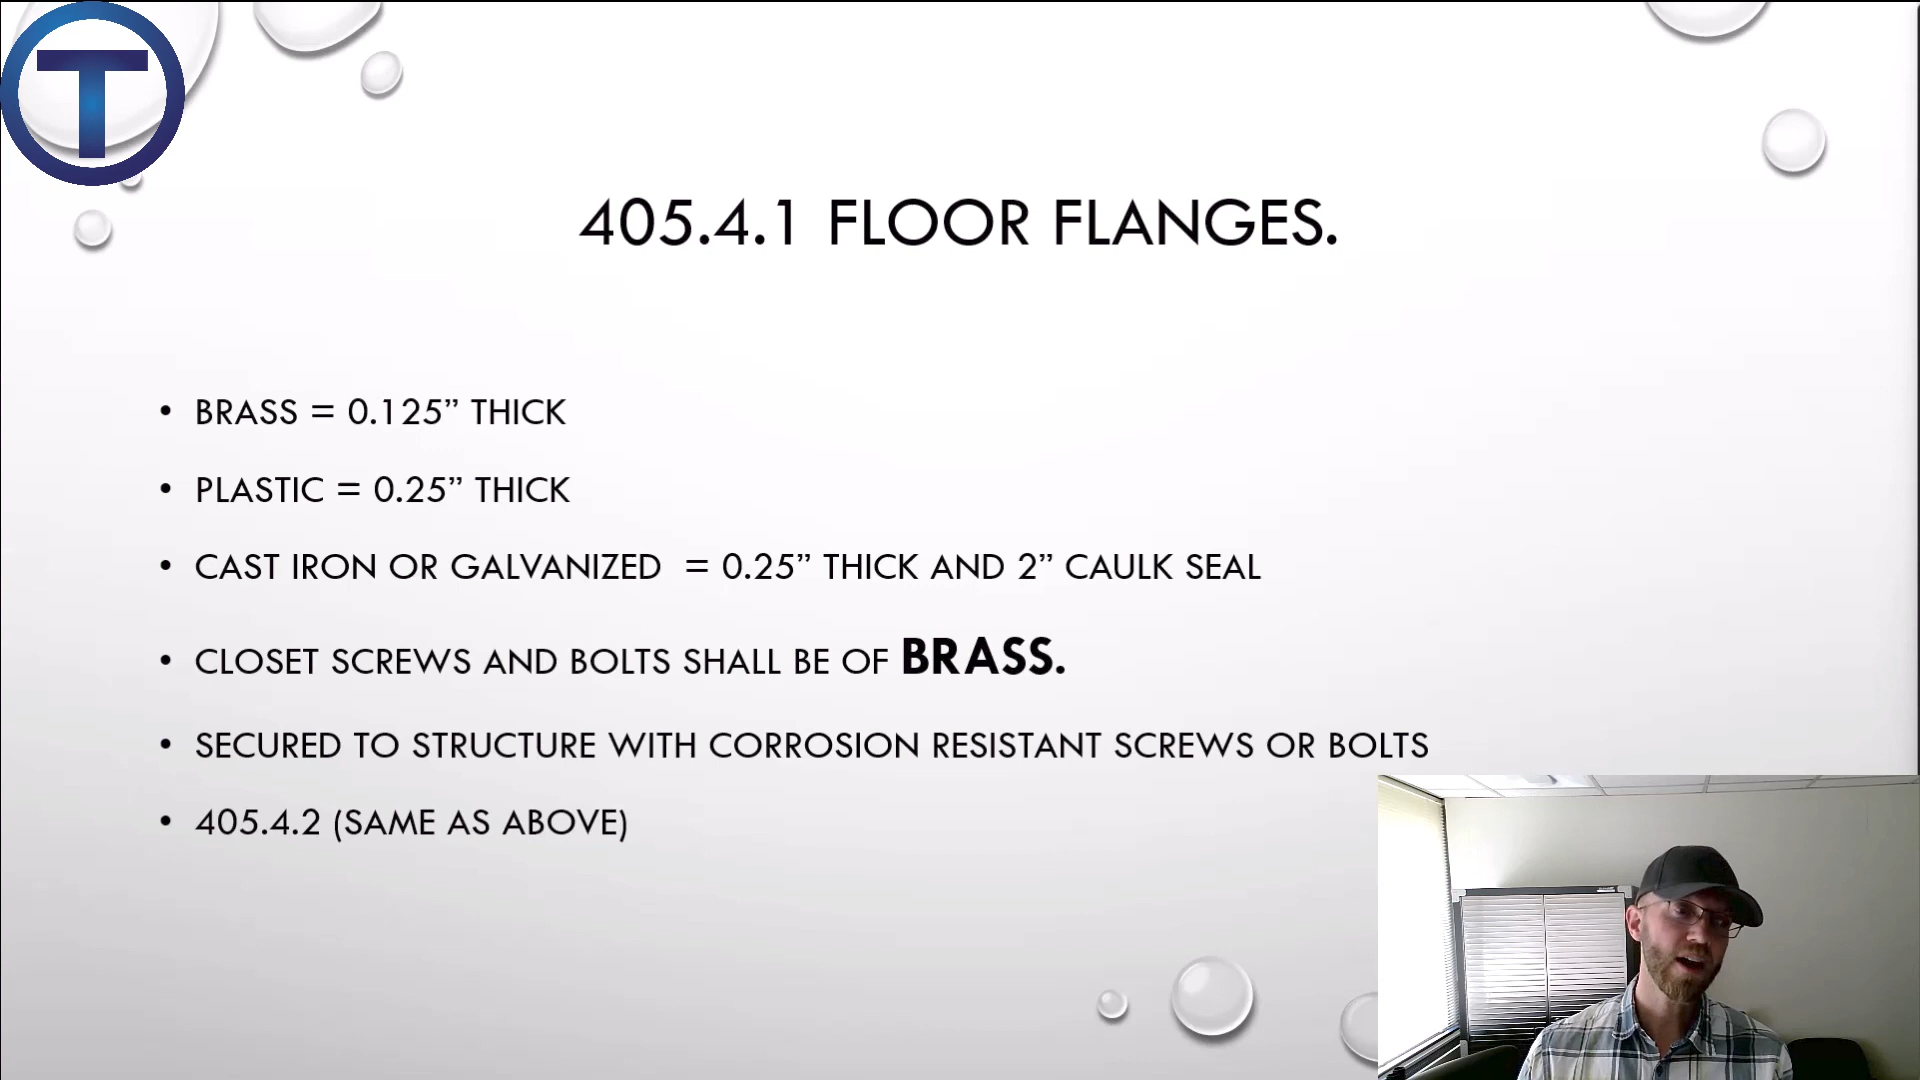 T
405.4.1 FLOOR FLANGES.
• BRASS = 0.125” THICK
• PLASTIC = 0.25” THICK
• CAST IRON OR GALVANIZED = 0.25” THICK AND 2” CAULK SEAL
• CLOSET SCREWS AND BOLTS SHALL BE OF BRASS.
• SECURED TO STRUCTURE WITH CORROSION RESISTANT SCREWS OR BOLTS
• 405.4.2 (SAME AS ABOVE)